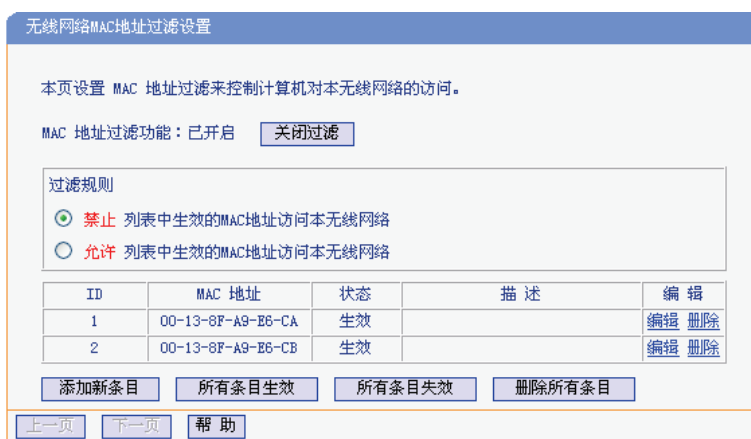 无线网络MAC地址过滤设置
本页设置 MAC 地址过滤来控制计算机对本无线网络的访问。
MAC 地址过滤功能：已开启 关闭过滤
过滤规则
禁止 列表中生效的MAC地址访问本无线网络
允许 列表中生效的MAC地址访问本无线网络
ID MAC 地址 状态 描 述 编 辑
1 00-13-8F-A9-E6-CA 生效 编辑 删除
2 00-13-8F-A9-E6-CB 生效 编辑 删除
添加新条目 所有条目生效 所有条目失效 删除所有条目
上一页 下一页 帮 助